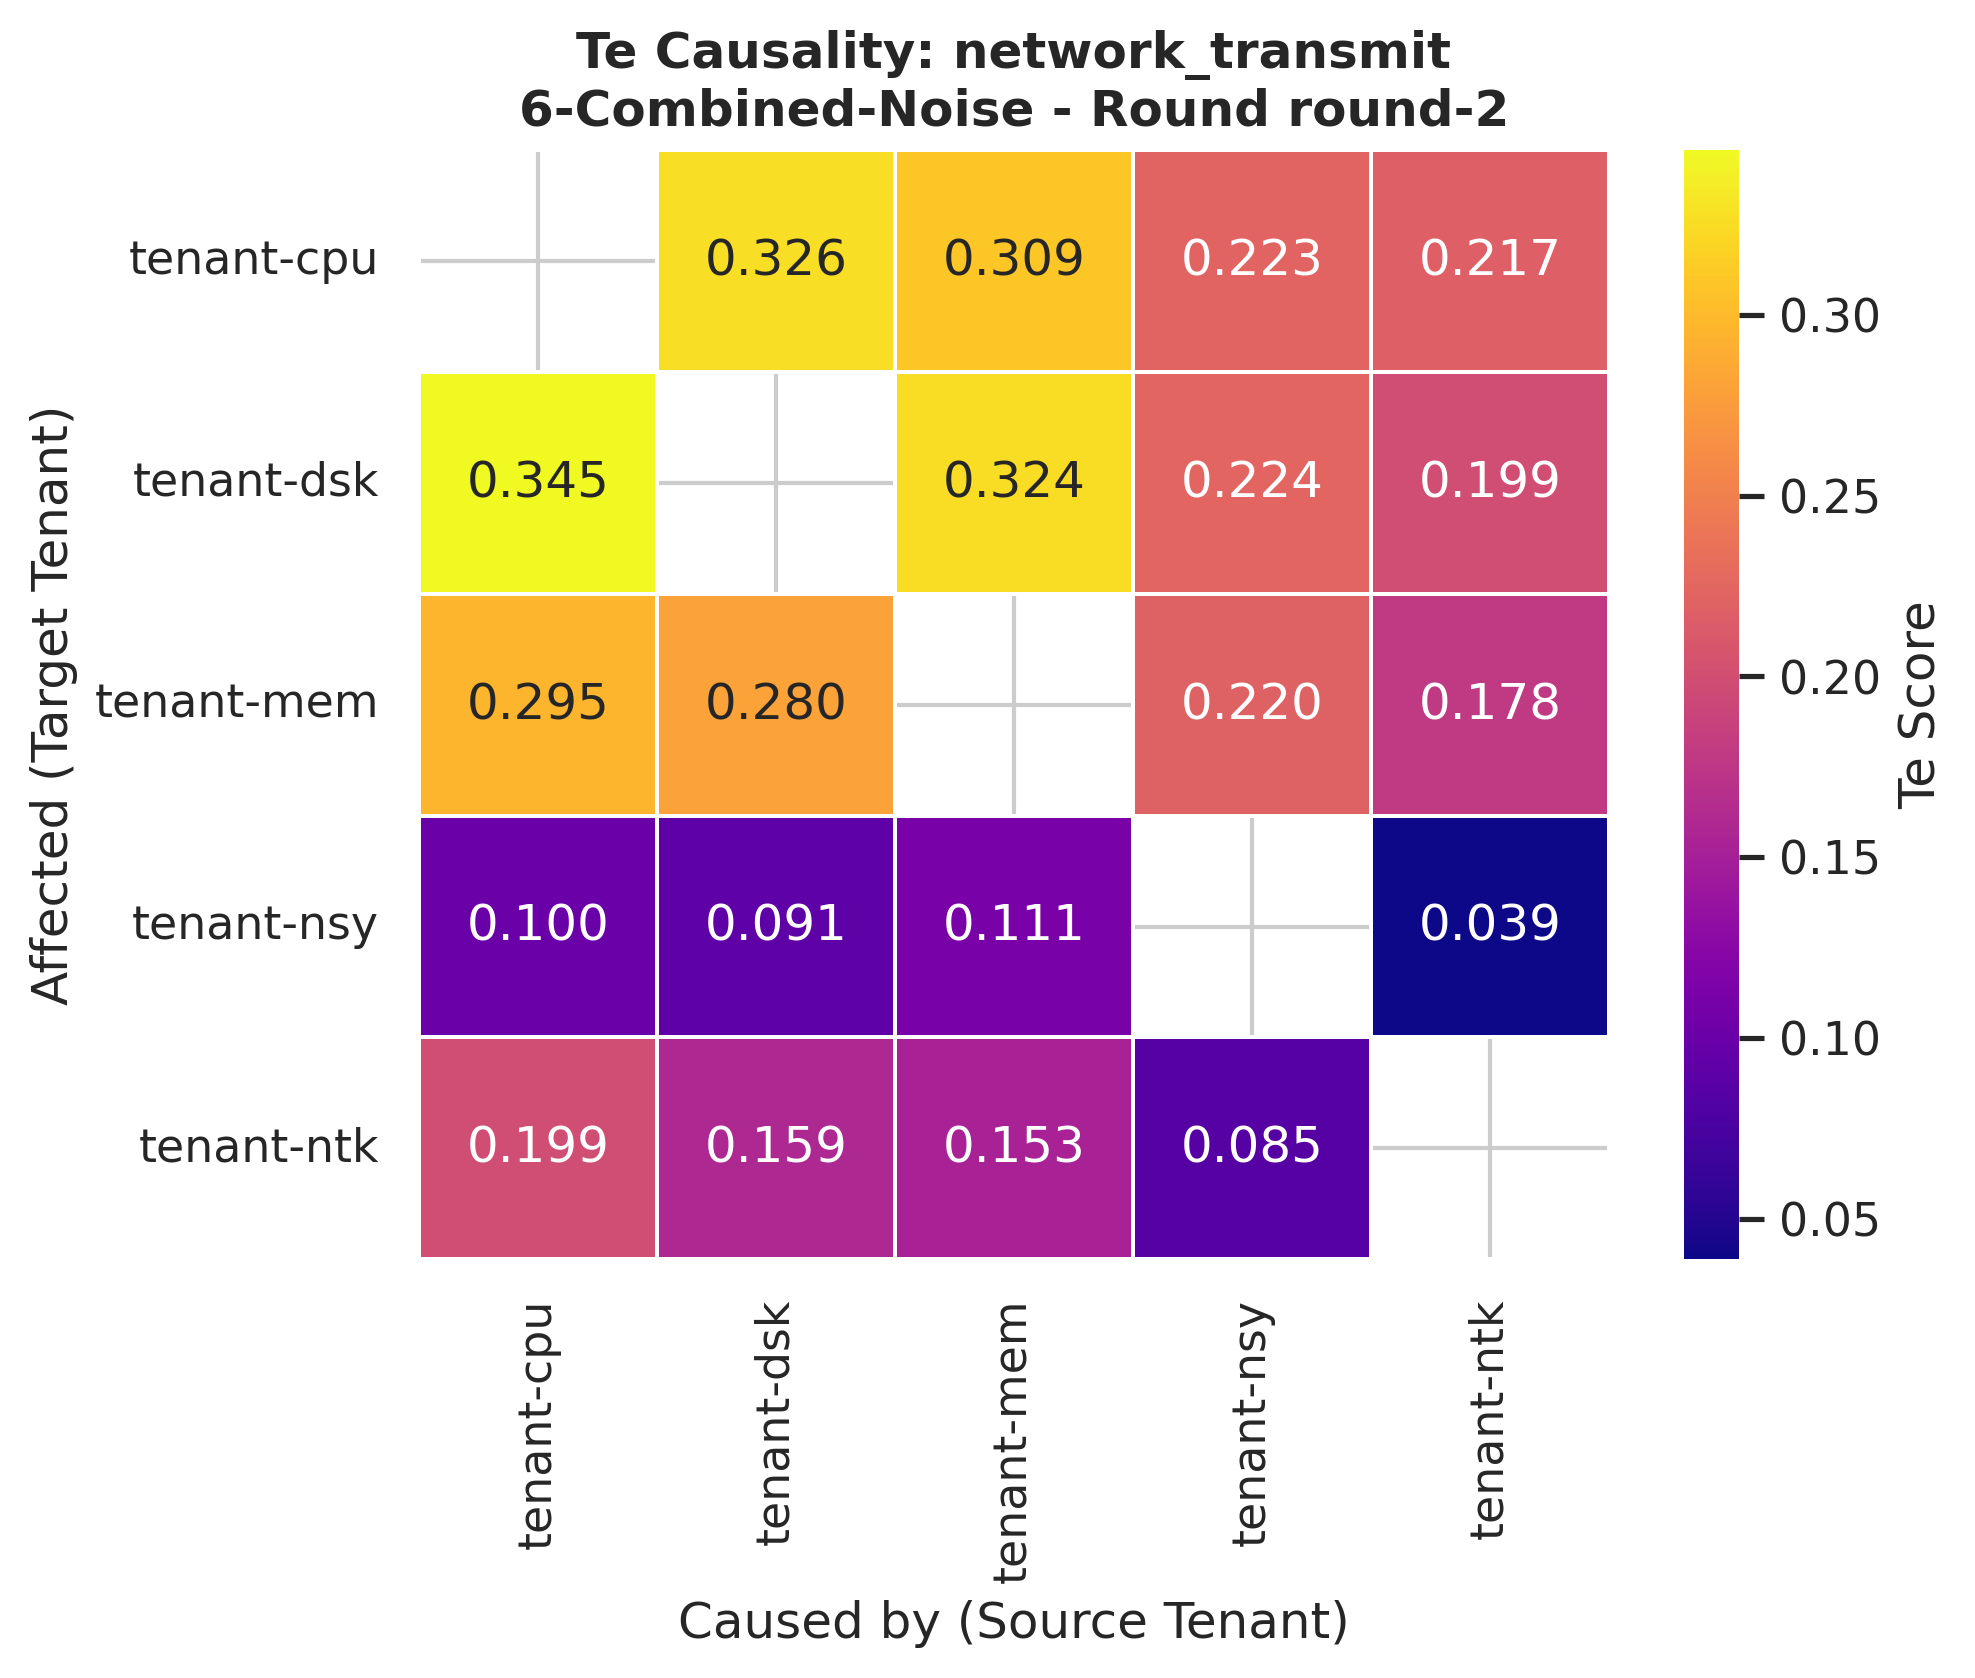 Te Causality: network_transmit
6-Combined-Noise - Round round-2
Affected (Target Tenant)
tenant-cpu 0.326 0.309 0.223 0.217
tenant-dsk 0.345 0.324 0.224 0.199
tenant-mem 0.295 0.280 0.220 0.178
tenant-nsy 0.100 0.091 0.111 0.039
tenant-ntk 0.199 0.159 0.153 0.085
tenant-cpu tenant-dsk tenant-mem tenant-nsy tenant-ntk
Caused by (Source Tenant)
0.30
0.25
0.20
0.15
0.10
0.05
Te Score